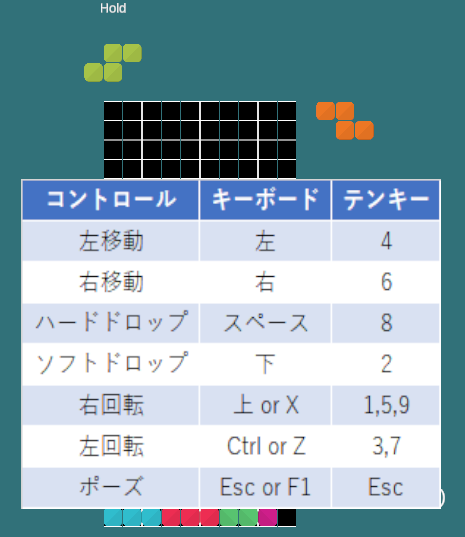 Hold
コントロール キーボード テンキー
左移動 左 4
右移動 右 6
ハードドロップ スペース 8
ソフトドロップ 下 2
右回転 上 or X 1,5,9
左回転 Ctrl or Z 3,7
ポーズ Esc or F1 Esc
)